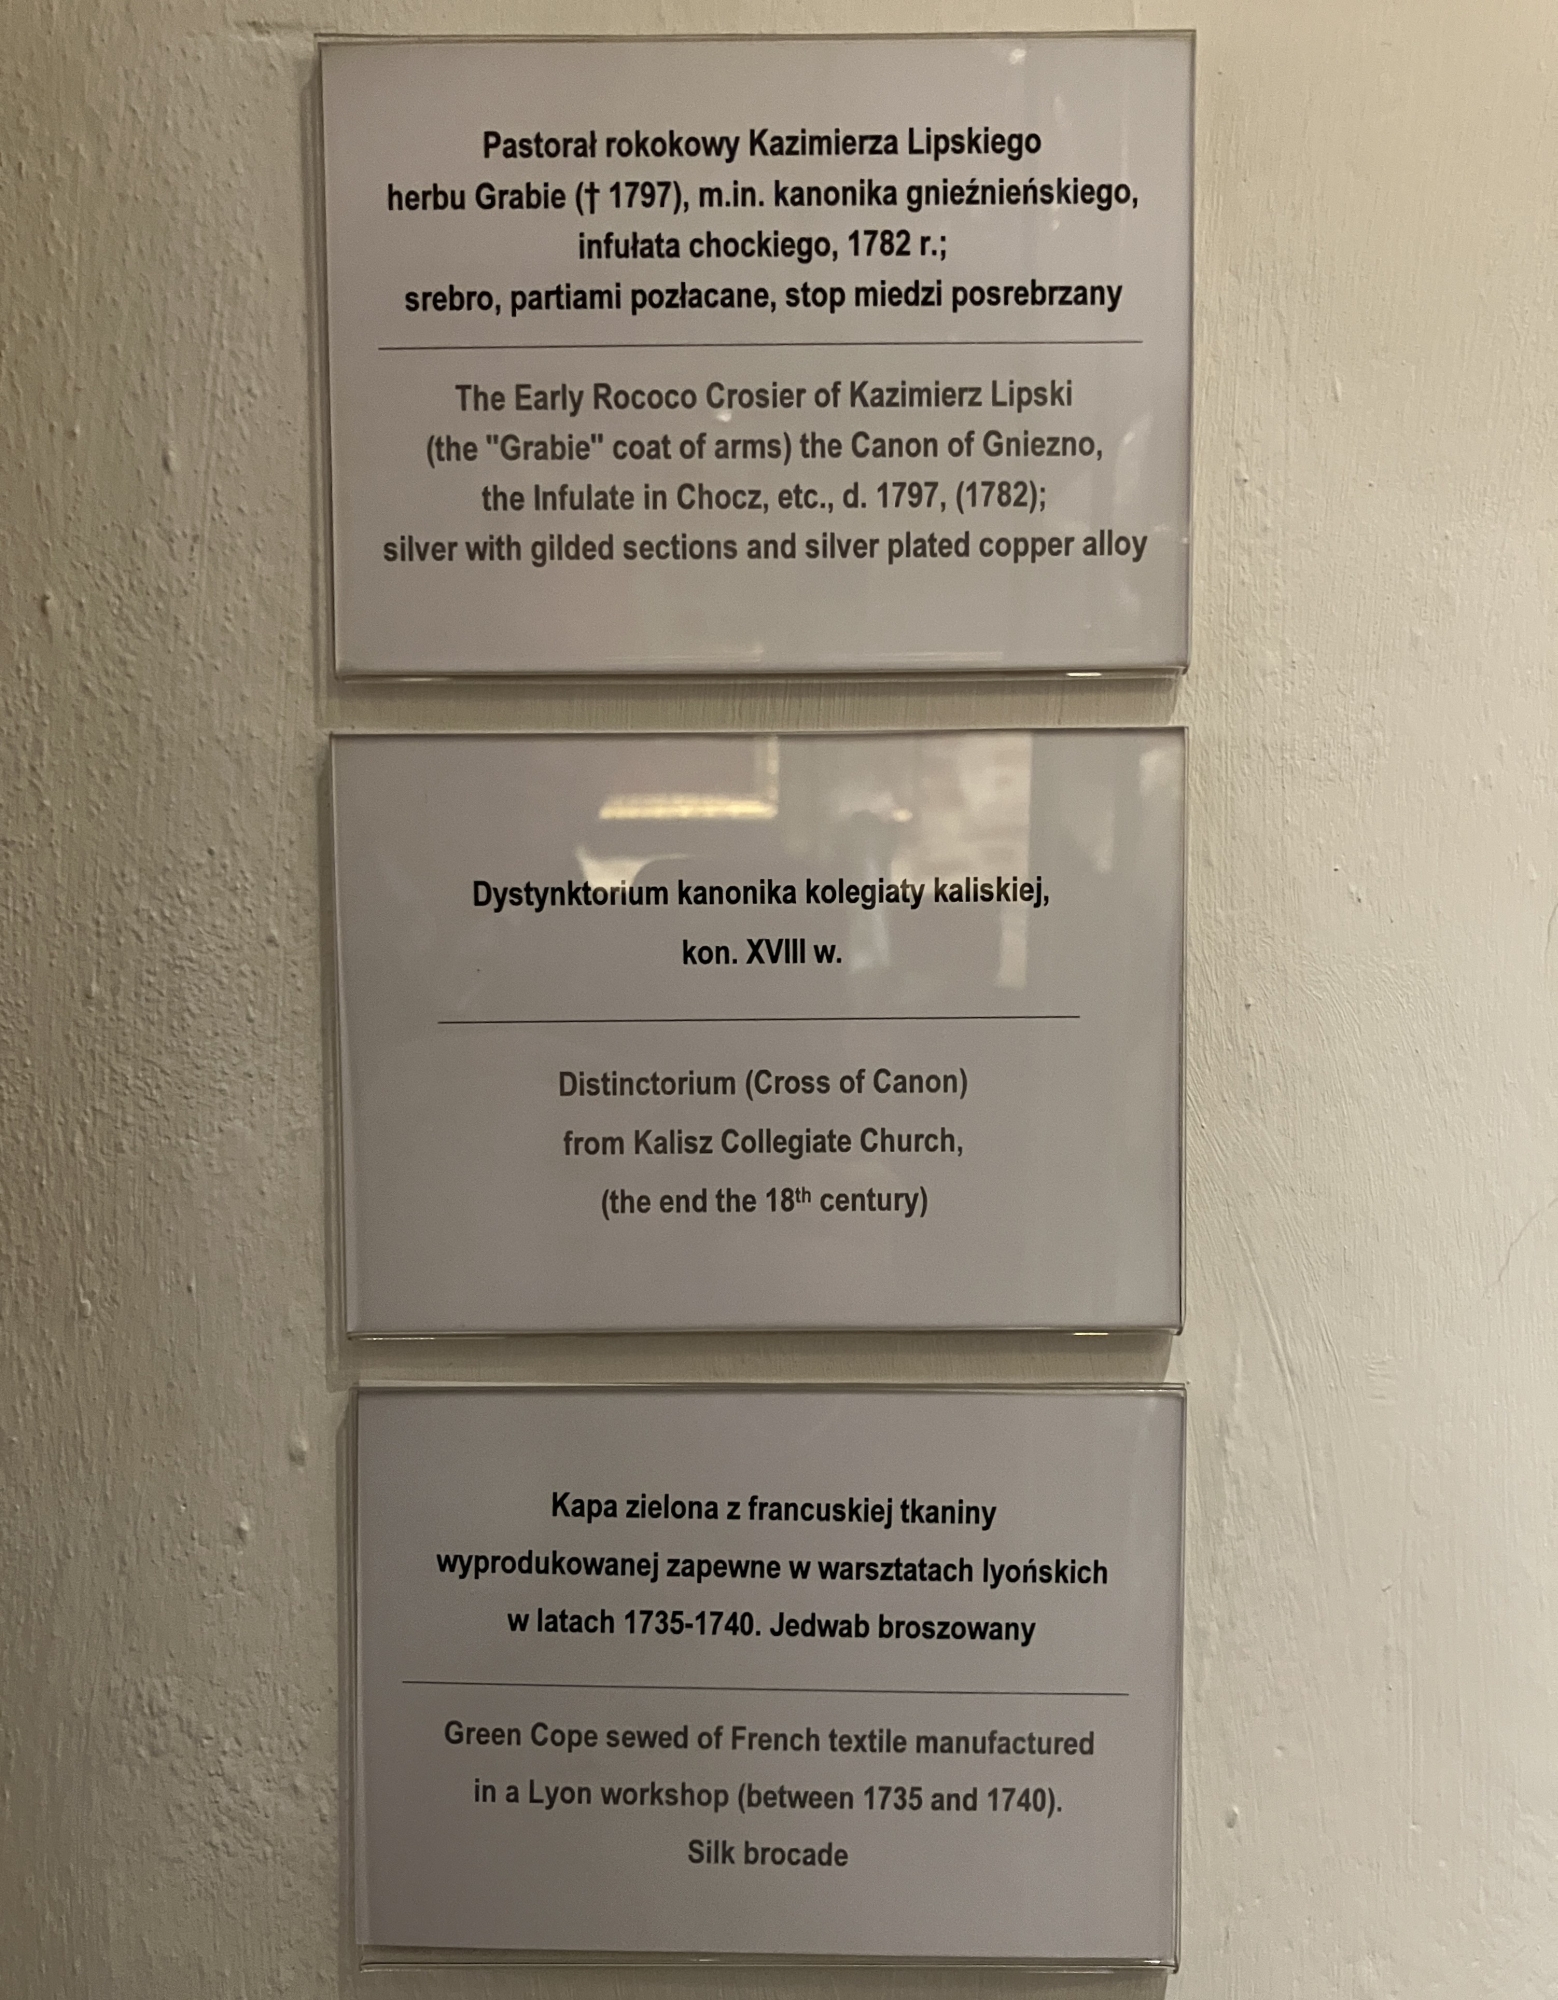 Pastorał rokokowy Kazimierza Lipskiego
herbu Grabie († 1797), m.in. kanonika gnieźnieńskiego,
infułata chockiego, 1782 r.;
srebro, partiami pozłacane, stop miedzi posrebrzany
The Early Rococo Crosier of Kazimierz Lipski
(the "Grabie" coat of arms) the Canon of Gniezno,
the Infulate in Chocz, etc., d. 1797, (1782);
silver with gilded sections and silver plated copper alloy
Dystynktorium kanonika kolegiaty kaliskiej,
kon. XVIII w.
Distinctorium (Cross of Canon)
from Kalisz Collegiate Church,
(the end the 18th century)
Kapa zielona z francuskiej tkaniny
wyprodukowanej zapewne w warsztatach lyońskich
w latach 1735-1740. Jedwab broszowany
Green Cope sewed of French textile manufactured
in a Lyon workshop (between 1735 and 1740).
Silk brocade